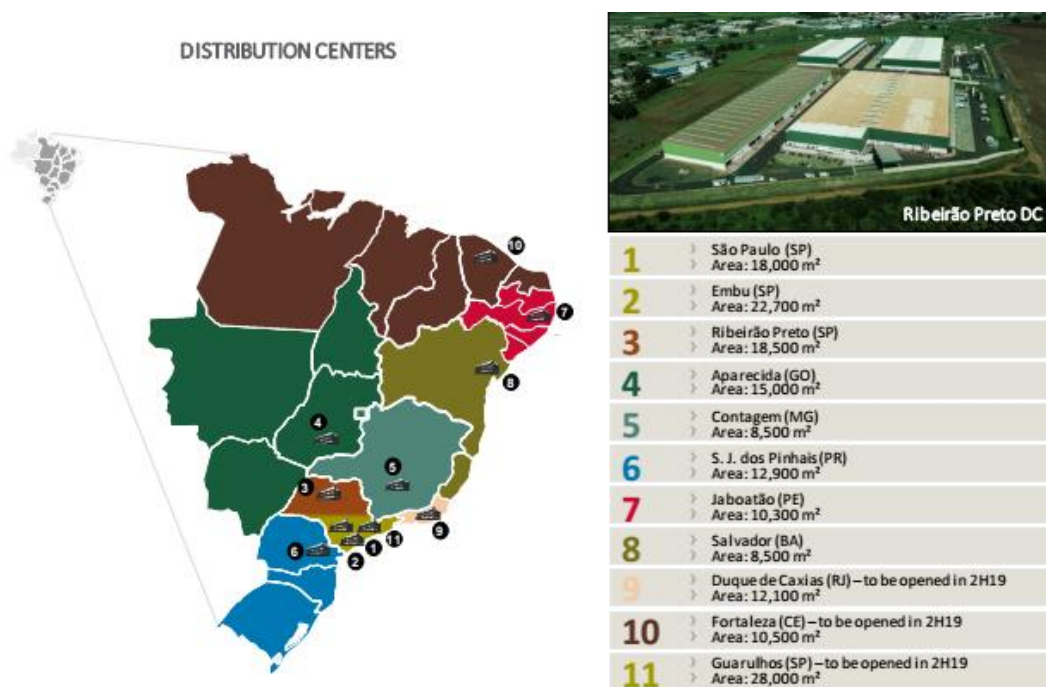 DISTRIBUTION CENTERS
Ribeirão Preto DC
10
7
8
4
5
3
9
11
1
6
2
1
São Paulo (SP)
Area: 18,000 m²
2
Embu (SP)
Area: 22,700 m²
3
Ribeirão Preto (SP)
Area: 18,500 m²
4
Aparecida (GO)
Area: 15,000 m²
5
Contagem (MG)
Area: 8,500 m²
6
S. J. dos Pinhais (PR)
Area: 12,900 m²
7
Jaboatão (PE)
Area: 10,300 m²
8
Salvador (BA)
Area: 8,500 m²
9
Duque de Caxias (RJ) – to be opened in 2H19
Area: 12,100 m²
10
Fortaleza (CE) – to be opened in 2H19
Area: 10,500 m²
11
Guarulhos (SP) – to be opened in 2H19
Area: 28,000 m²